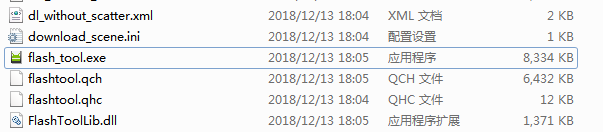 dl_without_scatter.xml 2018/12/13 18:04 XML 文档 2 KB
download_scene.ini 2018/12/13 18:04 配置设置 1 KB
flash_tool.exe 2018/12/13 18:05 应用程序 8,334 KB
flashtool.qch 2018/12/13 18:05 QCH 文件 6,432 KB
flashtool.qhc 2018/12/13 18:04 QHC 文件 12 KB
FlashToolLib.dll 2018/12/13 18:05 应用程序扩展 1,371 KB